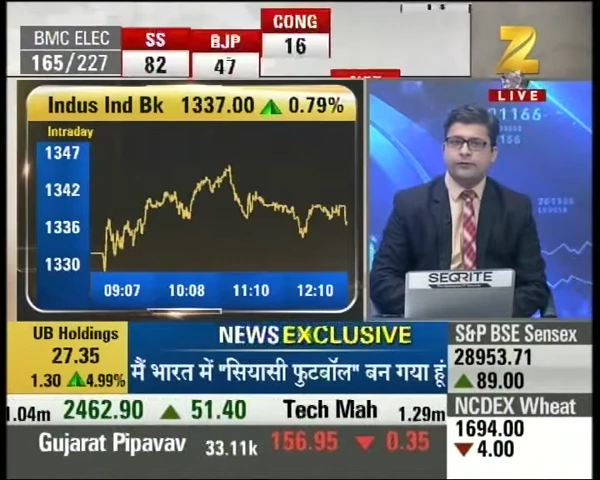 BMC ELEC
165/227
SS
82
BJP
47
CONG
16
LIVE
Indus Ind Bk 1337.00 0.79%
Intraday
1347
1342
1336
1330
09:07 10:08 11:10 12:10
SEQRITE
UB Holdings
27.35
1.30 4.99%
NEWS EXCLUSIVE
मैं भारत में "सियासी फुटबॉल" बन गया हूं
S&P BSE Sensex
28953.71
89.00
1.04m 2462.90 51.40 Tech Mah 1.29m
NCDEX Wheat
1694.00
4.00
Gujarat Pipavav 33.11k 156.95 0.35